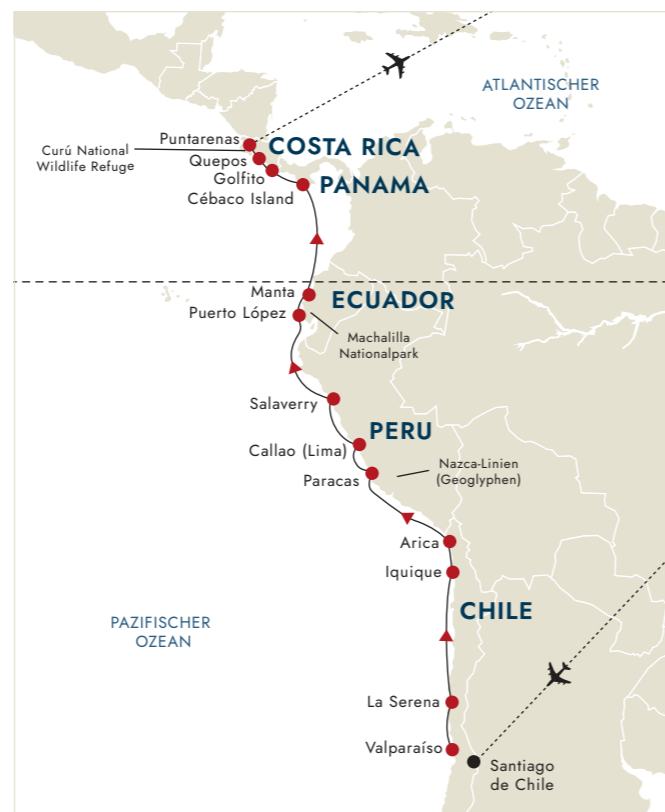 ATLANTISCHER
OZEAN
Puntarenas
COSTA RICA
Curú National
Wildlife Refuge
Quepos
Golfito
PANAMA
Cébaco Island
Manta
ECUADOR
Puerto López
Machalilla
Nationalpark
Salaverry
PERU
Callao (Lima)
Nazca-Linien
(Geoglyphen)
Paracas
Arica
Iquique
CHILE
PAZIFISCHER
OZEAN
La Serena
Valparaíso
Santiago
de Chile